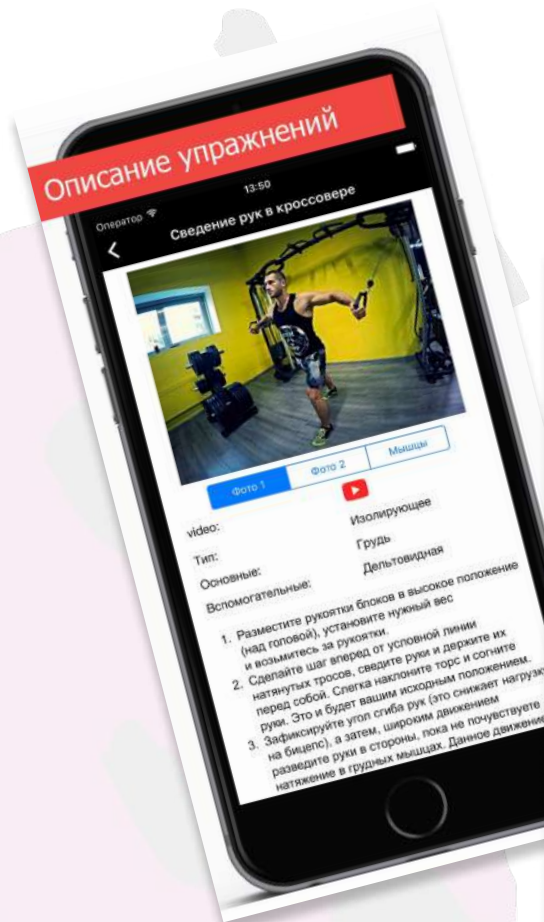 Описание упражнений
Оператор
13:50
Сведение рук в кроссовере
Фото 1
Фото 2
Мышцы
video:
Тип:
Изолирующее
Основные:
Грудь
Вспомогательные:
Дельтовидная
1. Разместите рукоятки блоков в высокое положение
(над головой), установите нужный вес
и возьмитесь за рукоятки.
2. Сделайте шаг вперед от условной линии
натянутых тросов, сведите руки и держите их
перед собой. Слегка наклоните торс и согните
руки. Это и будет вашим исходным положением.
3. Зафиксируйте угол сгиба рук (это снижает нагрузку
на бицепс), а затем, широким движением
разведите руки в стороны, пока не почувствуете
натяжение в грудных мышцах. Данное движение